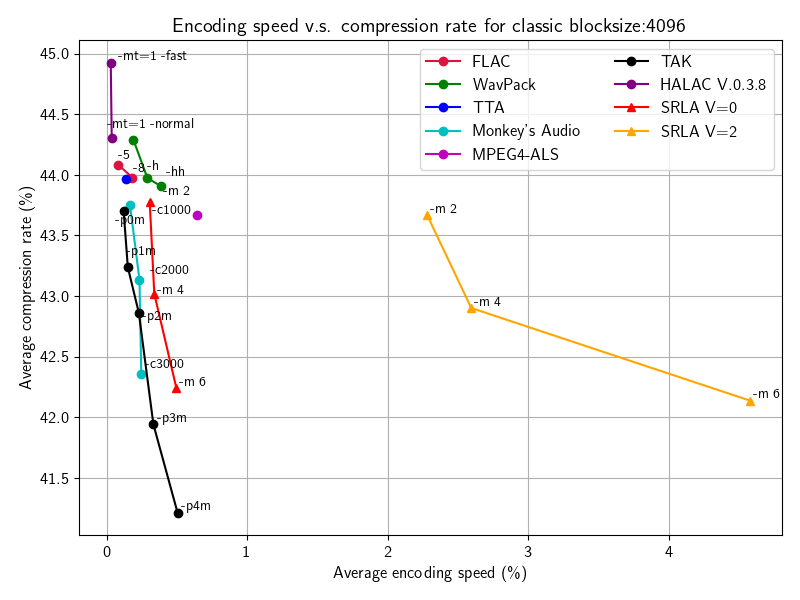 Encoding speed v.s. compression rate for classic blocksize:4096
Average compression rate (%)
45.0
44.5
44.0
43.5
43.0
42.5
42.0
41.5
FLAC
WavPack
TTA
Monkey's Audio
MPEG4-ALS
TAK
HALAC V.0.3.8
SRLA V=0
SRLA V=2
-mt=1 -fast
-mt=1 -normal
-5
-8
-h
-hh
-m 2
-c1000
-p0m
-p1m
-c2000
-m 4
-p2m
-c3000
-m 6
-p3m
-p4m
-m 2
-m 4
-m 6
0
1
2
3
4
Average encoding speed (%)